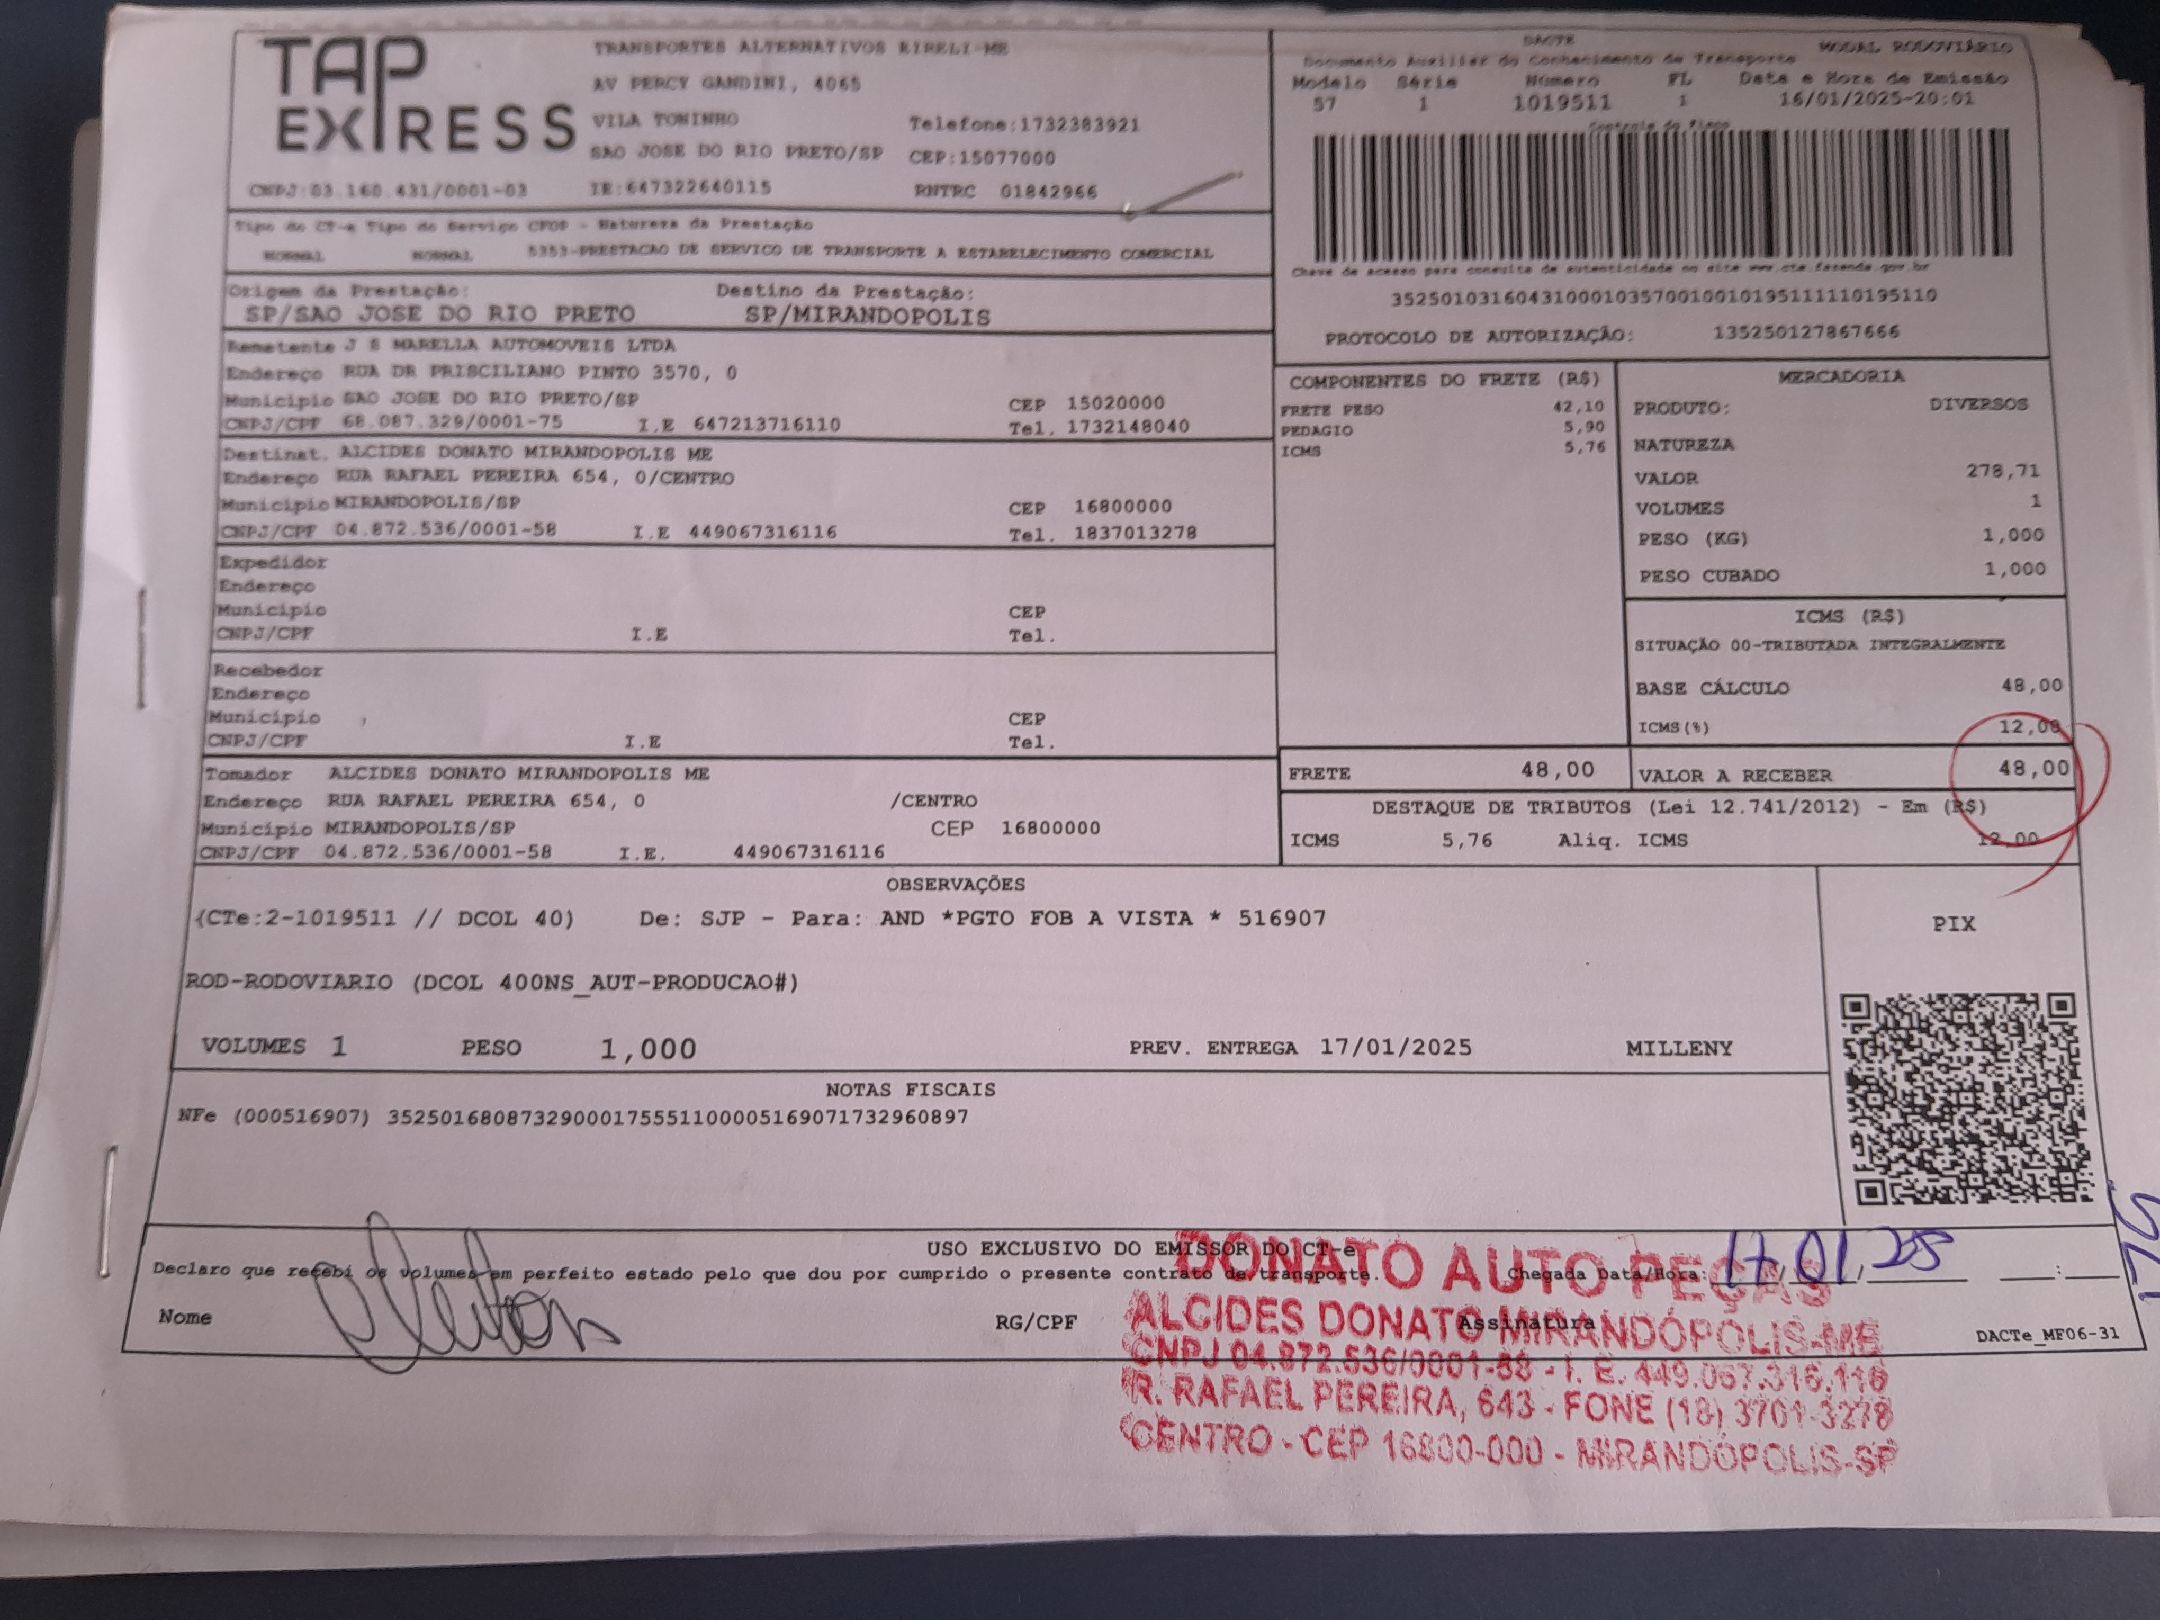 TAP EXPRESS
TRANSPORTES ALTERNATIVOS EIRELI-ME
AV PERCY GANDINI, 4065
VILA TONINHO Telefone:1732383921
SAO JOSE DO RIO PRETO/SP CEP:15077000
CNPJ:03.160.431/0001-03 IE:647322640115 RNTRC 01842966
DACTE MODAL RODOVIÁRIO
Documento Auxiliar do Conhecimento de Transporte
Modelo Série Número FL Data e Hora de Emissão
57 1 1019511 1 16/01/2025-20:01
Controle do Fisco
Chave de acesso para consulta de autenticidade no site www.cte.fazenda.gov.br
35250103160431000103570010010195111110195110
PROTOCOLO DE AUTORIZAÇÃO: 135250127867666
Tipo do CT-e Tipo do Serviço CFOP - Natureza da Prestação
NORMAL NORMAL 5353-PRESTACAO DE SERVICO DE TRANSPORTE A ESTABELECIMENTO COMERCIAL
Origem da Prestação: Destino da Prestação:
SP/SAO JOSE DO RIO PRETO SP/MIRANDOPOLIS
Remetente J S MARELLA AUTOMOVEIS LTDA
Endereço RUA DR PRISCILIANO PINTO 3570, 0
Município SAO JOSE DO RIO PRETO/SP CEP 15020000
CNPJ/CPF 68.087.329/0001-75 I.E 647213716110 Tel. 1732148040
Destinat. ALCIDES DONATO MIRANDOPOLIS ME
Endereço RUA RAFAEL PEREIRA 654, 0/CENTRO
Município MIRANDOPOLIS/SP CEP 16800000
CNPJ/CPF 04.872.536/0001-58 I.E 449067316116 Tel. 1837013278
Expedidor
Endereço
Município CEP
CNPJ/CPF I.E Tel.
Recebedor
Endereço
Município , CEP
CNPJ/CPF I.E Tel.
Tomador ALCIDES DONATO MIRANDOPOLIS ME
Endereço RUA RAFAEL PEREIRA 654, 0 /CENTRO
Município MIRANDOPOLIS/SP CEP 16800000
CNPJ/CPF 04.872.536/0001-58 I.E. 449067316116
COMPONENTES DO FRETE (R$)
FRETE PESO 42,10
PEDAGIO 5,90
ICMS 5,76
MERCADORIA
PRODUTO: DIVERSOS
NATUREZA
VALOR 278,71
VOLUMES 1
PESO (KG) 1,000
PESO CUBADO 1,000
ICMS (R$)
SITUAÇÃO 00-TRIBUTADA INTEGRALMENTE
BASE CÁLCULO 48,00
ICMS(%) 12,00
FRETE 48,00 VALOR A RECEBER 48,00
DESTAQUE DE TRIBUTOS (Lei 12.741/2012) - Em (R$)
ICMS 5,76 Aliq. ICMS 12,00
OBSERVAÇÕES
(CTe:2-1019511 // DCOL 40) De: SJP - Para: AND *PGTO FOB A VISTA * 516907
ROD-RODOVIARIO (DCOL 400NS_AUT-PRODUCAO#)
VOLUMES 1 PESO 1,000 PREV. ENTREGA 17/01/2025 MILLENY
PIX
NOTAS FISCAIS
NFe (000516907) 35250168087329000175551100005169071732960897
USO EXCLUSIVO DO EMISSOR DO CT-e
Declaro que recebi os volumes em perfeito estado pelo que dou por cumprido o presente contrato de transporte. Chegada Data/Hora: 17/01/25 :
Nome RG/CPF Assinatura
DACTe_MF06-31
DONATO AUTO PEÇAS
ALCIDES DONATO MIRANDÓPOLIS-ME
CNPJ 04.872.536/0001-58 - I. E. 449.067.316.116
R. RAFAEL PEREIRA, 643 - FONE (18) 3701-3278
CENTRO - CEP 16800-000 - MIRANDÓPOLIS-SP